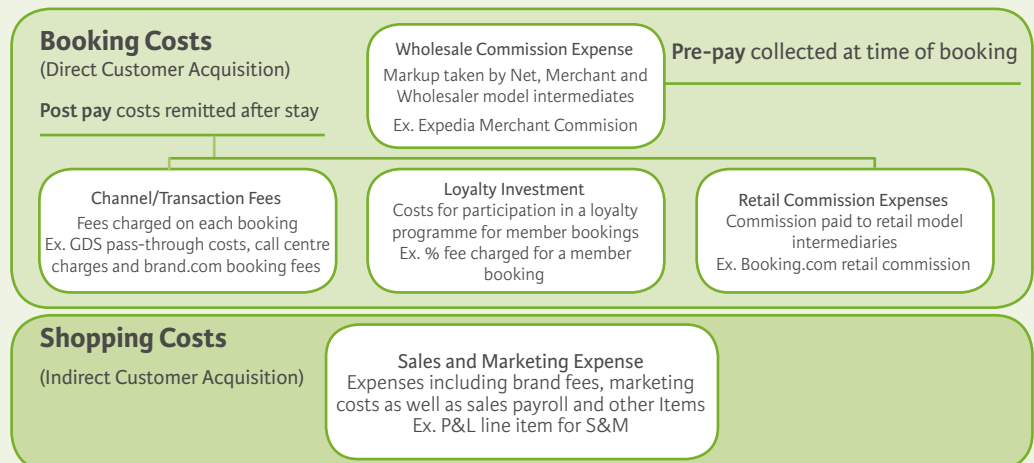 Booking Costs
(Direct Customer Acquisition)
Post pay costs remitted after stay
Wholesale Commission Expense
Markup taken by Net, Merchant and
Wholesaler model intermediates
Ex. Expedia Merchant Commision
Pre-pay collected at time of booking
Channel/Transaction Fees
Fees charged on each booking
Ex. GDS pass-through costs, call centre
charges and brand.com booking fees
Loyalty Investment
Costs for participation in a loyalty
programme for member bookings
Ex. % fee charged for a member
booking
Retail Commission Expenses
Commission paid to retail model
intermediaries
Ex. Booking.com retail commission
Shopping Costs
(Indirect Customer Acquisition)
Sales and Marketing Expense
Expenses including brand fees, marketing
costs as well as sales payroll and other Items
Ex. P&L line item for S&M